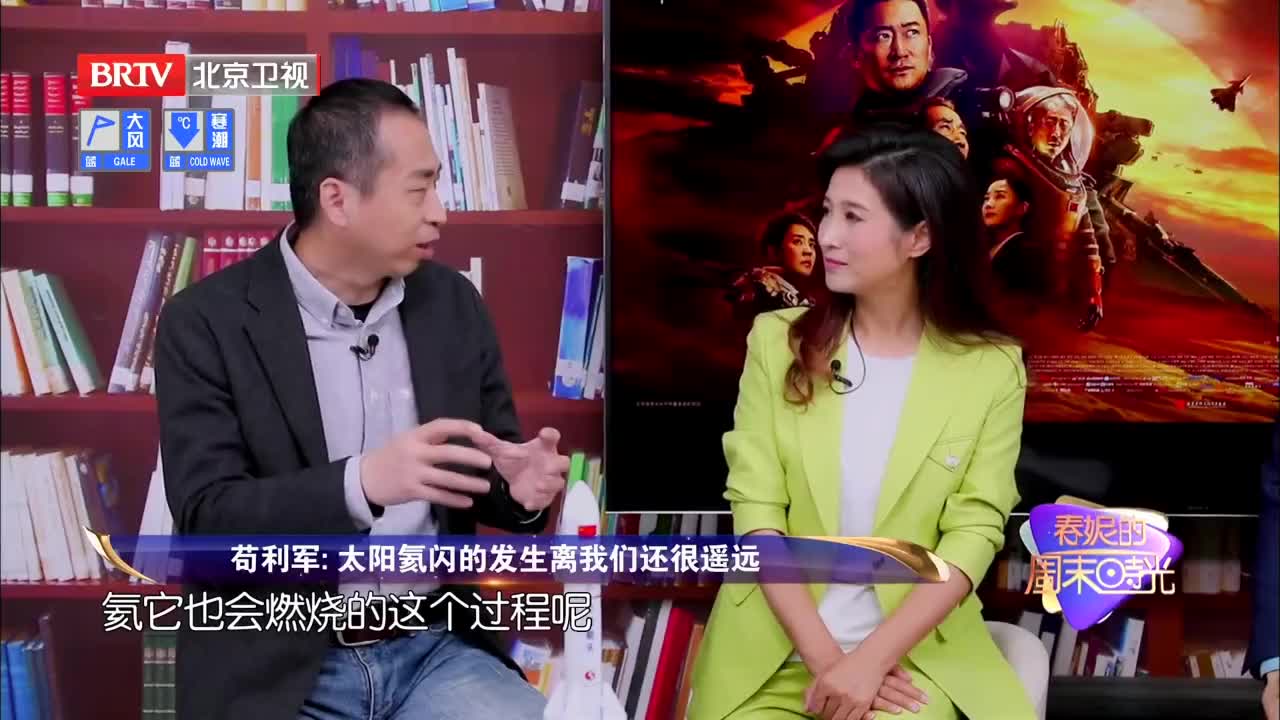 BRTV 北京卫视
大风
蓝 GALE
℃
寒潮
蓝 COLD WAVE
春妮的
周末时光
苟利军: 太阳氦闪的发生离我们还很遥远
氦它也会燃烧的这个过程呢